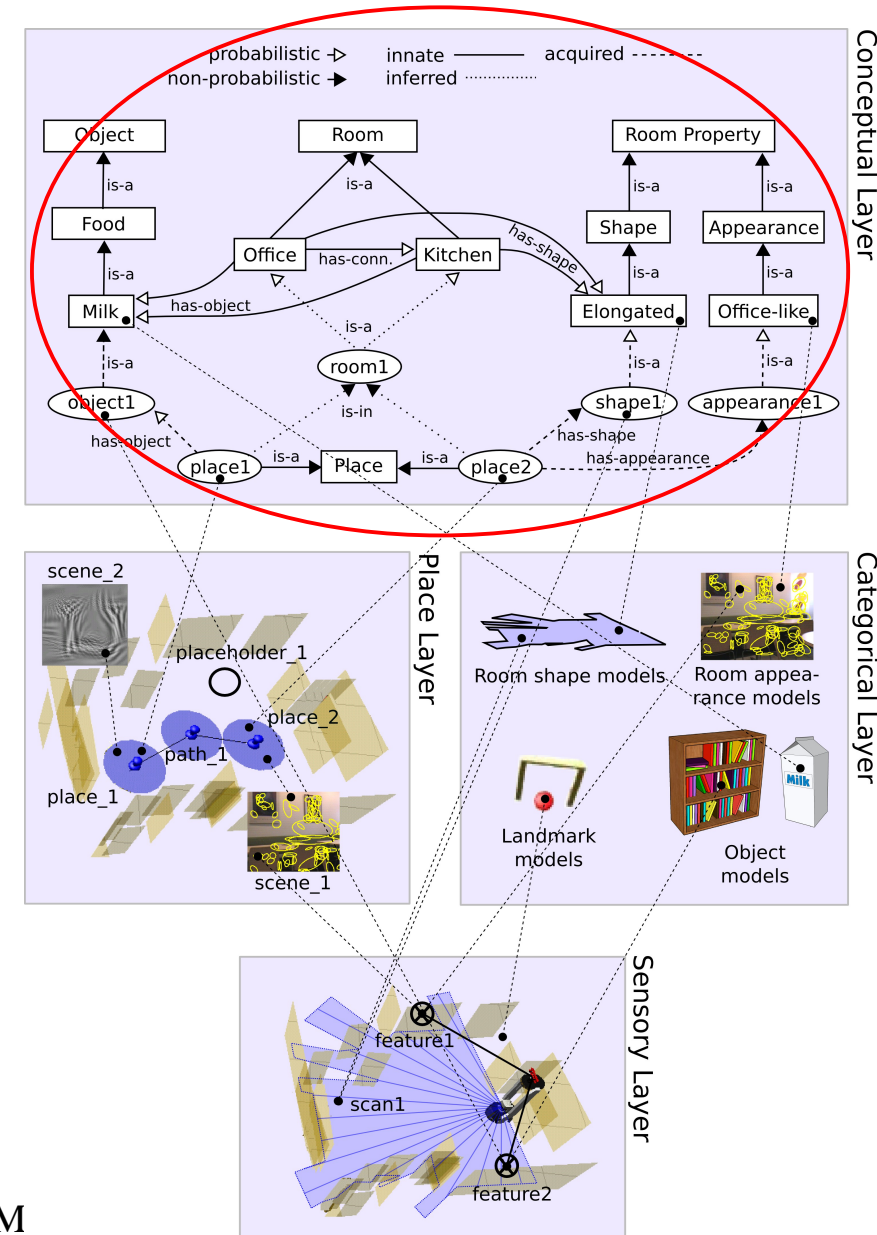 probabilistic
innate
acquired
non-probabilistic
inferred
Conceptual Layer
Object
Room
Room Property
is-a
is-a
is-a
is-a
Food
Shape
Appearance
Office
Kitchen
has-shape
has-conn.
is-a
is-a
is-a
has-object
Milk
Elongated
Office-like
is-a
is-a
is-a
is-a
room1
object1
is-in
shape1
appearance1
has-object
has-shape
place1
is-a
Place
is-a
place2
has-appearance
Place Layer
scene_2
placeholder_1
place_2
path_1
place_1
scene_1
Categorical Layer
Room shape models
Room appea-
rance models
Milk
Landmark
models
Object
models
Sensory Layer
feature1
scan1
feature2
M